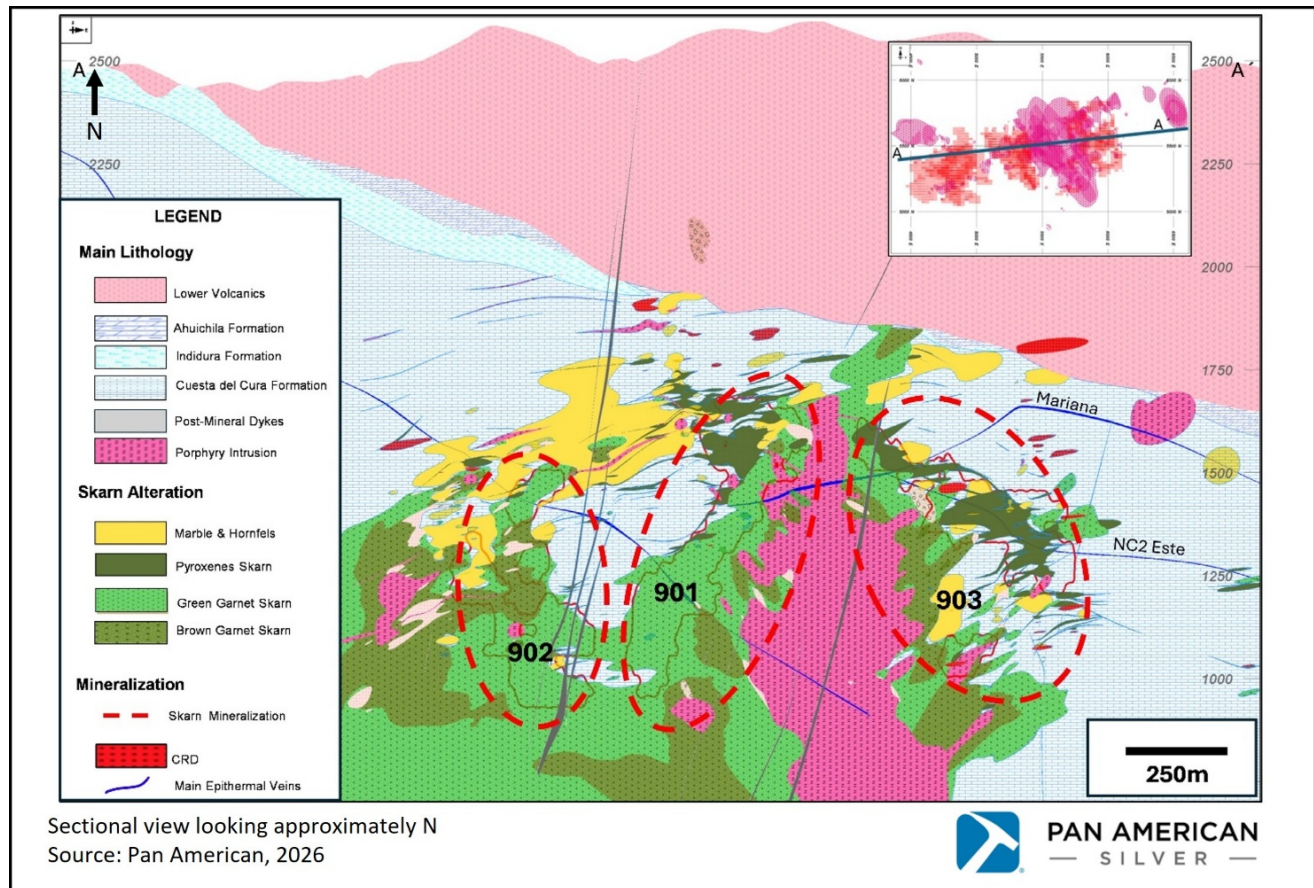 2500
A
N
2250
2500
A´
2250
2000
1750
1500
1250
1000
A
A´
LEGEND
Main Lithology
Lower Volcanics
Ahuichila Formation
Indidura Formation
Cuesta del Cura Formation
Post-Mineral Dykes
Porphyry Intrusion
Skarn Alteration
Marble & Hornfels
Pyroxenes Skarn
Green Garnet Skarn
Brown Garnet Skarn
Mineralization
Skarn Mineralization
CRD
Main Epithermal Veins
Mariana
NC2 Este
902
901
903
250m
Sectional view looking approximately N
Source: Pan American, 2026
PAN AMERICAN
SILVER